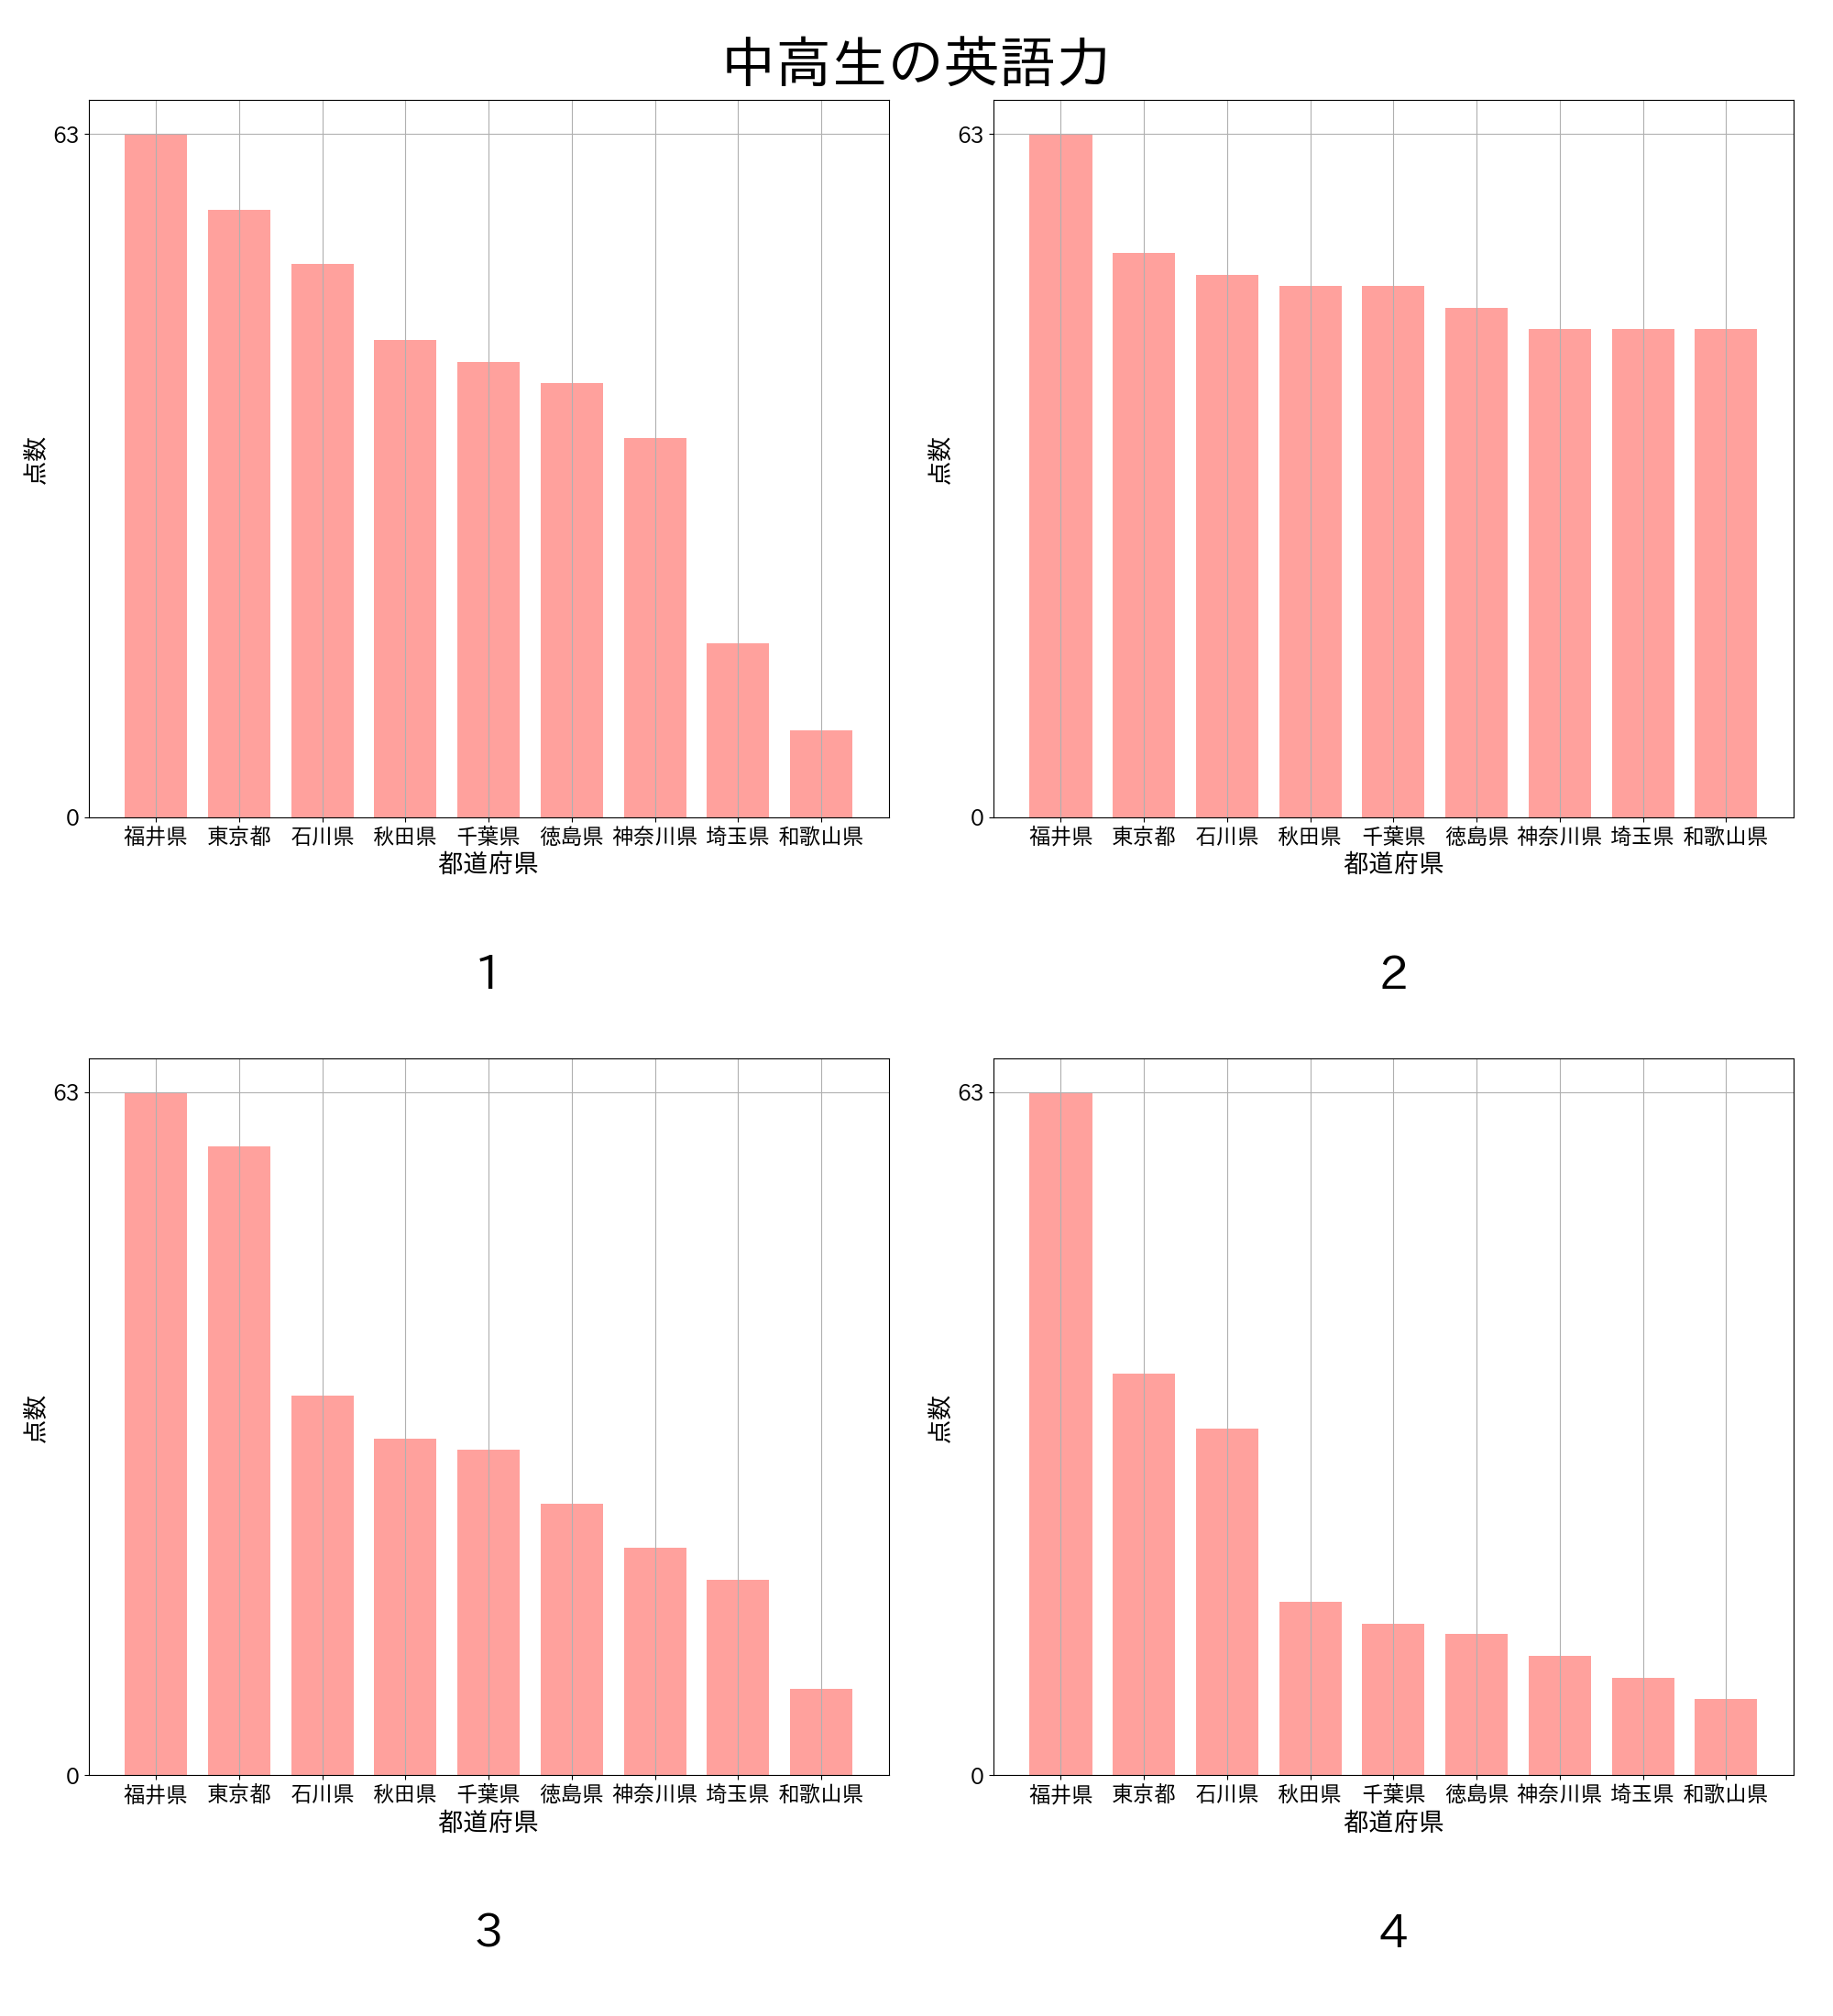 中高生の英語力
63
点数
0
福井県 東京都 石川県 秋田県 千葉県 徳島県 神奈川県 埼玉県 和歌山県
都道府県
1
63
点数
0
福井県 東京都 石川県 秋田県 千葉県 徳島県 神奈川県 埼玉県 和歌山県
都道府県
2
63
点数
0
福井県 東京都 石川県 秋田県 千葉県 徳島県 神奈川県 埼玉県 和歌山県
都道府県
3
63
点数
0
福井県 東京都 石川県 秋田県 千葉県 徳島県 神奈川県 埼玉県 和歌山県
都道府県
4